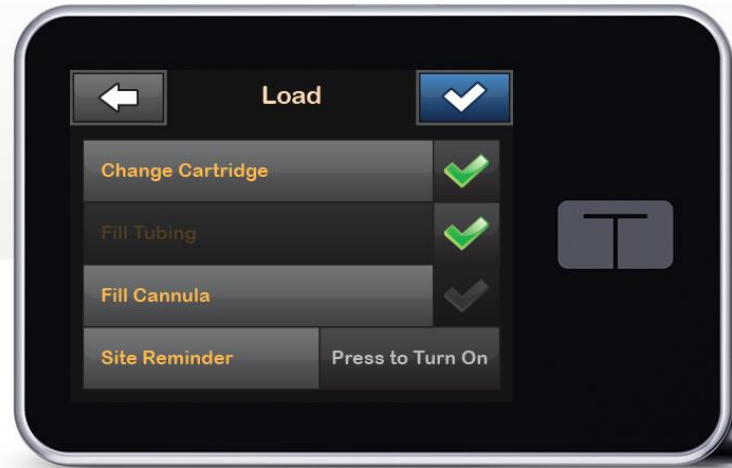 Load
Change Cartridge
Fill Tubing
Fill Cannula
Site Reminder Press to Turn On